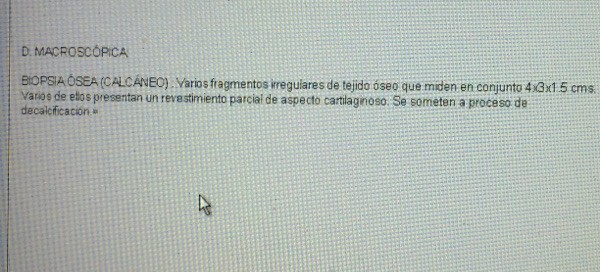 D. MACROSCÓPICA:
BIOPSIA ÓSEA (CALCÁNEO) : Varios fragmentos irregulares de tejido óseo que miden en conjunto 4x3x1.5 cms.
Varios de ellos presentan un revestimiento parcial de aspecto cartilaginoso. Se someten a proceso de
decalcificación.=